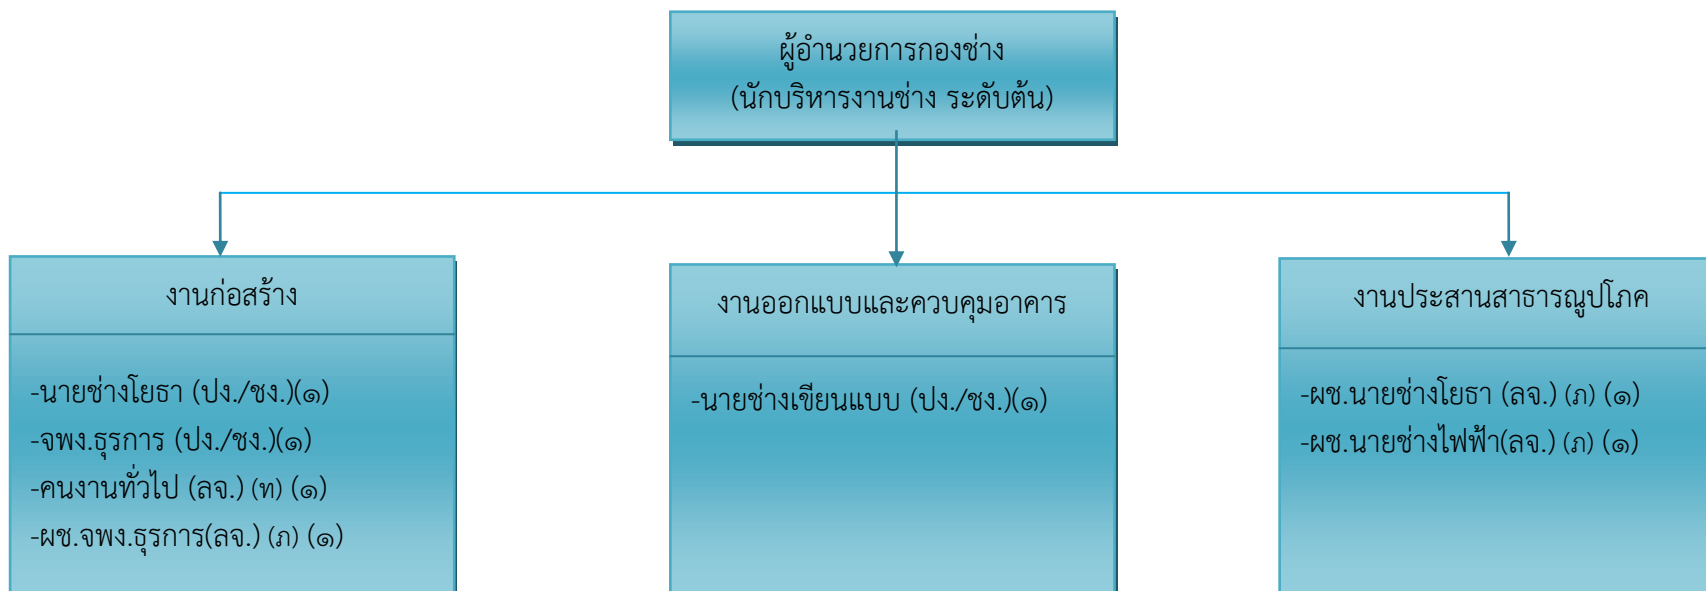 ผู้อำนวยการกองช่าง
(นักบริหารงานช่าง ระดับต้น)
งานก่อสร้าง
-นายช่างโยธา (ปง./ชง.)(๑)
-จพง.ธุรการ (ปง./ชง.)(๑)
-คนงานทั่วไป (ลจ.) (ท) (๑)
-ผช.จพง.ธุรการ(ลจ.) (ภ) (๑)
งานออกแบบและควบคุมอาคาร
-นายช่างเขียนแบบ (ปง./ชง.)(๑)
งานประสานสาธารณูปโภค
-ผช.นายช่างโยธา (ลจ.) (ภ) (๑)
-ผช.นายช่างไฟฟ้า(ลจ.) (ภ) (๑)